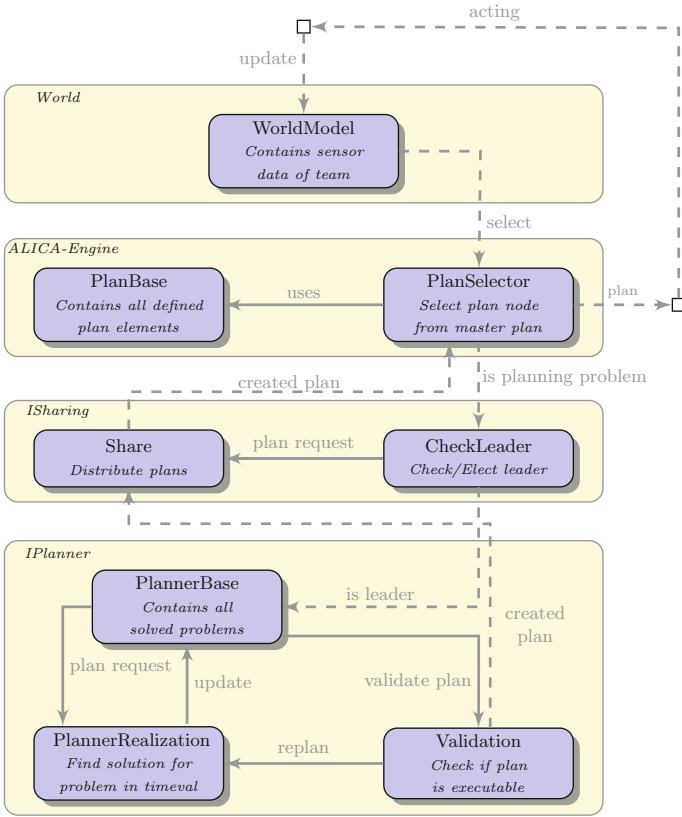 acting
update
World
WorldModel
Contains sensor
data of team
select
ALICA-Engine
PlanBase
Contains all defined
plan elements
uses
PlanSelector
Select plan node
from master plan
plan
created plan
is planning problem
ISharing
Share
Distribute plans
plan request
CheckLeader
Check/Elect leader
IPlanner
PlannerBase
Contains all
solved problems
is leader
created
plan
plan request
update
validate plan
PlannerRealization
Find solution for
problem in timeval
replan
Validation
Check if plan
is executable